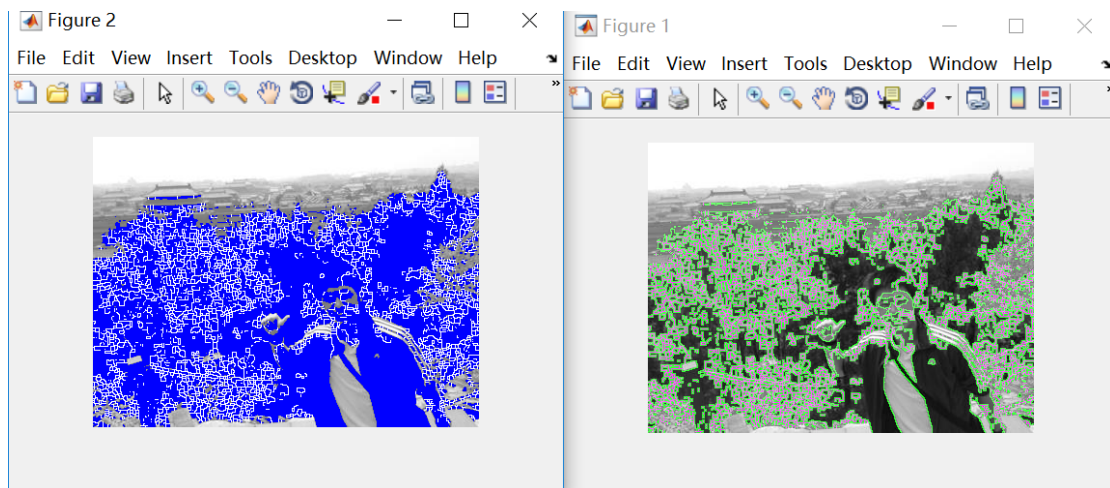 Figure 2
File Edit View Insert Tools Desktop Window Help
Figure 1
File Edit View Insert Tools Desktop Window Help